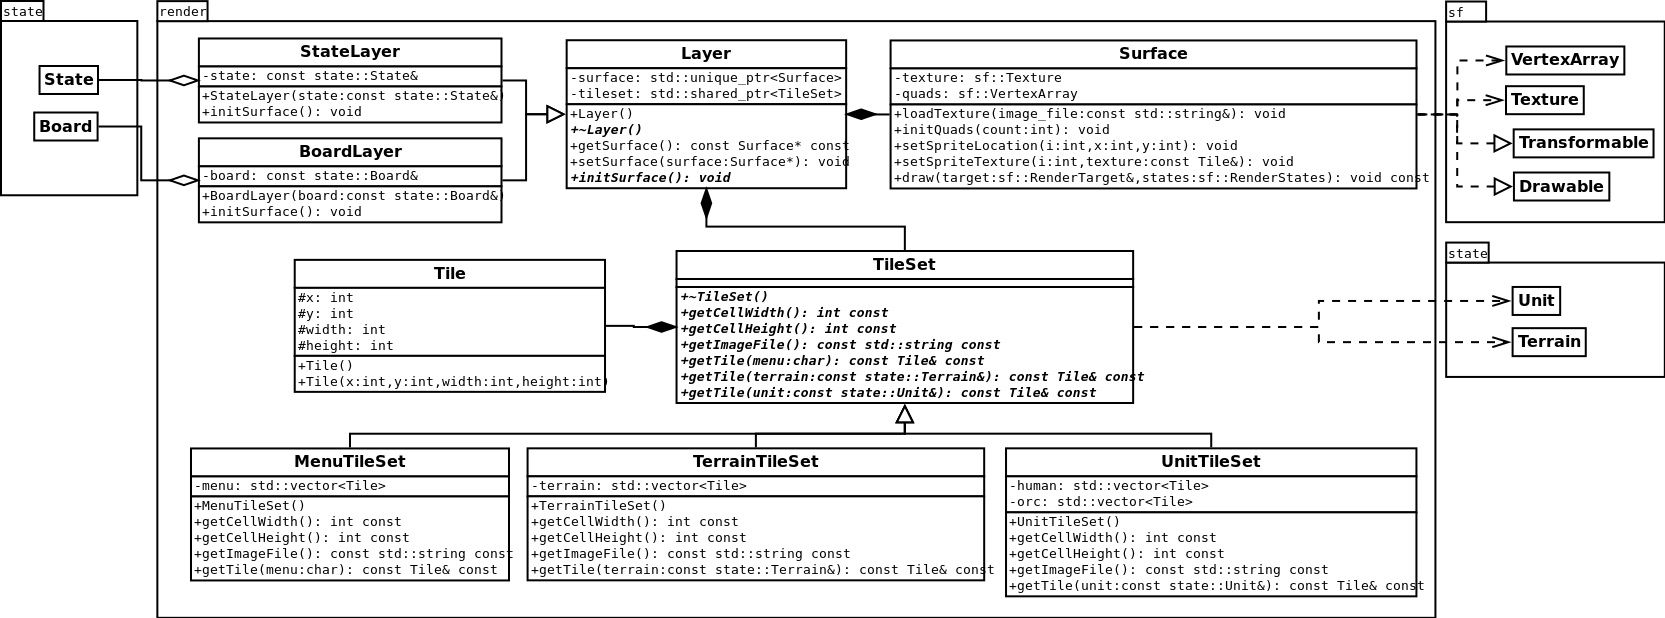 state
State
Board
render
StateLayer
-state: const state::State&
+StateLayer(state:const state::State&)
+initSurface(): void
BoardLayer
-board: const state::Board&
+BoardLayer(board:const state::Board&)
+initSurface(): void
Layer
-surface: std::unique_ptr<Surface>
-tileset: std::shared_ptr<TileSet>
+Layer()
+~Layer()
+getSurface(): const Surface* const
+setSurface(surface:Surface*): void
+initSurface(): void
Surface
-texture: sf::Texture
-quads: sf::VertexArray
+loadTexture(image_file:const std::string&): void
+initQuads(count:int): void
+setSpriteLocation(i:int,x:int,y:int): void
+setSpriteTexture(i:int,texture:const Tile&): void
+draw(target:sf::RenderTarget&,states:sf::RenderStates): void const
sf
VertexArray
Texture
Transformable
Drawable
Tile
#x: int
#y: int
#width: int
#height: int
+Tile()
+Tile(x:int,y:int,width:int,height:int)
TileSet
+~TileSet()
+getCellWidth(): int const
+getCellHeight(): int const
+getImageFile(): const std::string const
+getTile(menu:char): const Tile& const
+getTile(terrain:const state::Terrain&): const Tile& const
+getTile(unit:const state::Unit&): const Tile& const
state
Unit
Terrain
MenuTileSet
-menu: std::vector<Tile>
+MenuTileSet()
+getCellWidth(): int const
+getCellHeight(): int const
+getImageFile(): const std::string const
+getTile(menu:char): const Tile& const
TerrainTileSet
-terrain: std::vector<Tile>
+TerrainTileSet()
+getCellWidth(): int const
+getCellHeight(): int const
+getImageFile(): const std::string const
+getTile(terrain:const state::Terrain&): const Tile& const
UnitTileSet
-human: std::vector<Tile>
-orc: std::vector<Tile>
+UnitTileSet()
+getCellWidth(): int const
+getCellHeight(): int const
+getImageFile(): const std::string const
+getTile(unit:const state::Unit&): const Tile& const